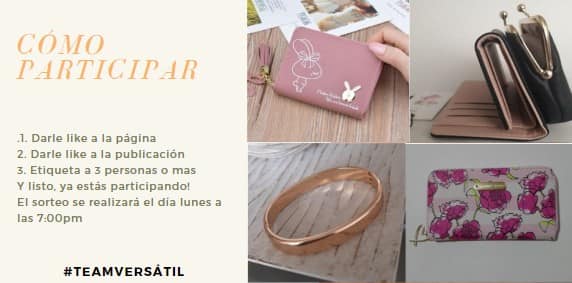 CÓMO
PARTICIPAR
.1. Darle like a la página
2. Darle like a la publicación
3. Etiqueta a 3 personas o mas
Y listo, ya estás participando!
El sorteo se realizará el día lunes a
las 7:00pm
#TEAMVERSÁTIL